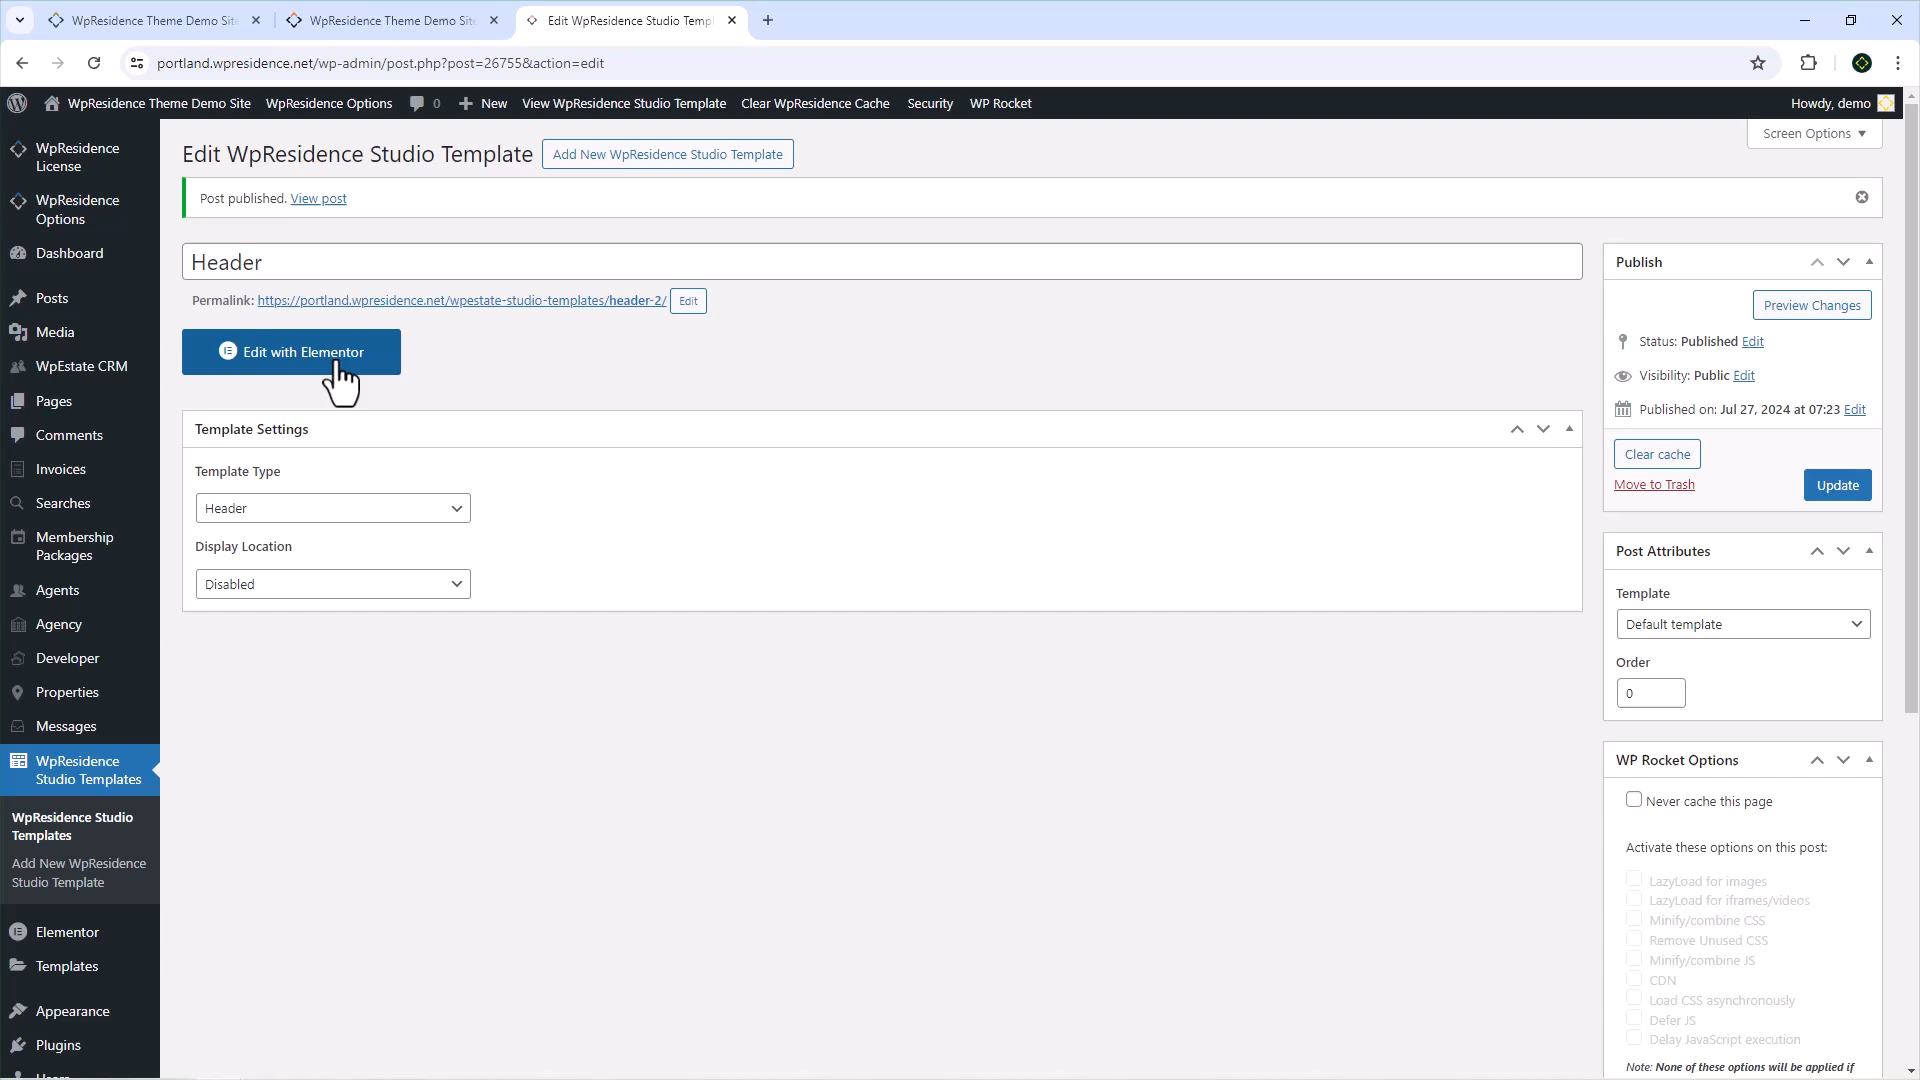 WpResidence Theme Demo Site
WpResidence Theme Demo Site
Edit WpResidence Studio Templ
portland.wpresidence.net/wp-admin/post.php?post=26755&action=edit
WpResidence Theme Demo Site
WpResidence Options
0
New
View WpResidence Studio Template
Clear WpResidence Cache
Security
WP Rocket
Howdy, demo
WpResidence
License
WpResidence
Options
Dashboard
Posts
Media
WpEstate CRM
Pages
Comments
Invoices
Searches
Membership
Packages
Agents
Agency
Developer
Properties
Messages
WpResidence
Studio Templates
WpResidence Studio
Templates
Add New WpResidence
Studio Template
Elementor
Templates
Appearance
Plugins
Screen Options
Edit WpResidence Studio Template
Add New WpResidence Studio Template
Post published. View post
Header
Permalink: https://portland.wpresidence.net/wpestate-studio-templates/header-2/ Edit
Edit with Elementor
Template Settings
Template Type
Header
Display Location
Disabled
Publish
Preview Changes
Status: Published Edit
Visibility: Public Edit
Published on: Jul 27, 2024 at 07:23 Edit
Clear cache
Move to Trash
Update
Post Attributes
Template
Default template
Order
0
WP Rocket Options
Never cache this page
Activate these options on this post:
LazyLoad for images
LazyLoad for iframes/videos
Minify/combine CSS
Remove Unused CSS
Minify/combine JS
CDN
Load CSS asynchronously
Defer JS
Delay JavaScript execution
Note: None of these options will be applied if